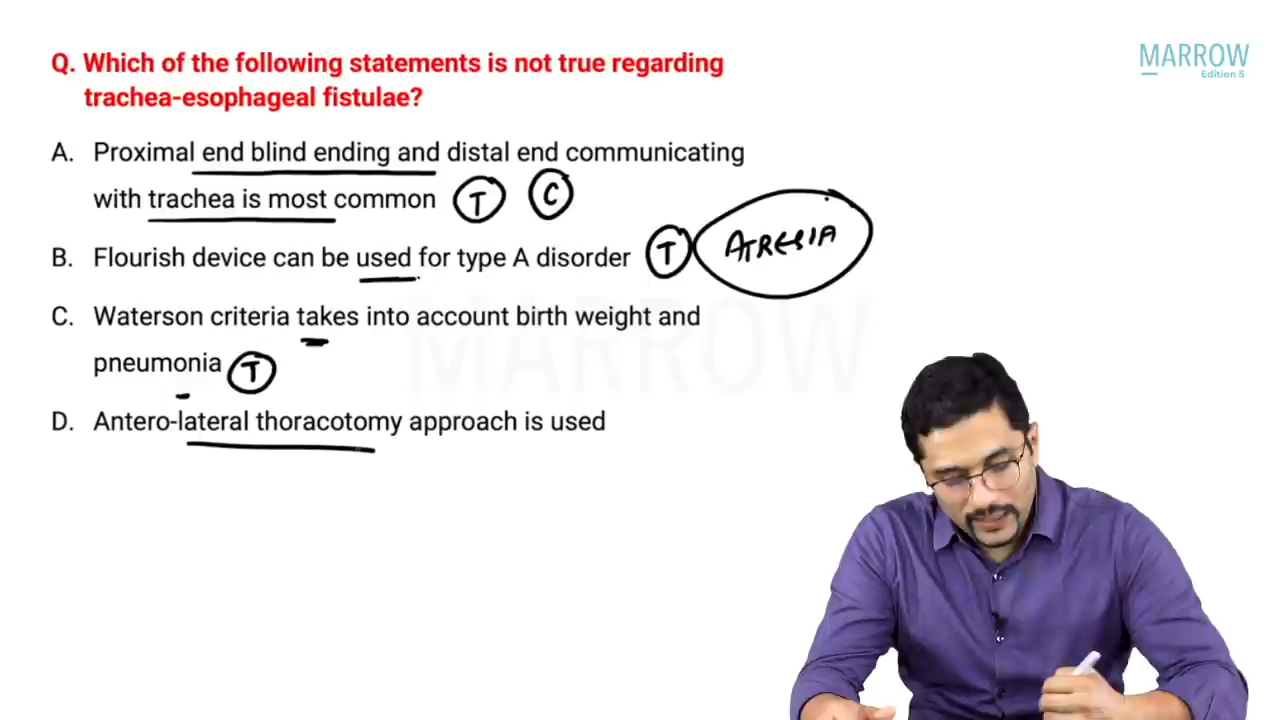 MARROW
Edition 5
Q. Which of the following statements is not true regarding
trachea-esophageal fistulae?
A. Proximal end blind ending and distal end communicating
with trachea is most common T C
B. Flourish device can be used for type A disorder T ATRESIA
C. Waterson criteria takes into account birth weight and
pneumonia T
D. Antero-lateral thoracotomy approach is used
MARROW